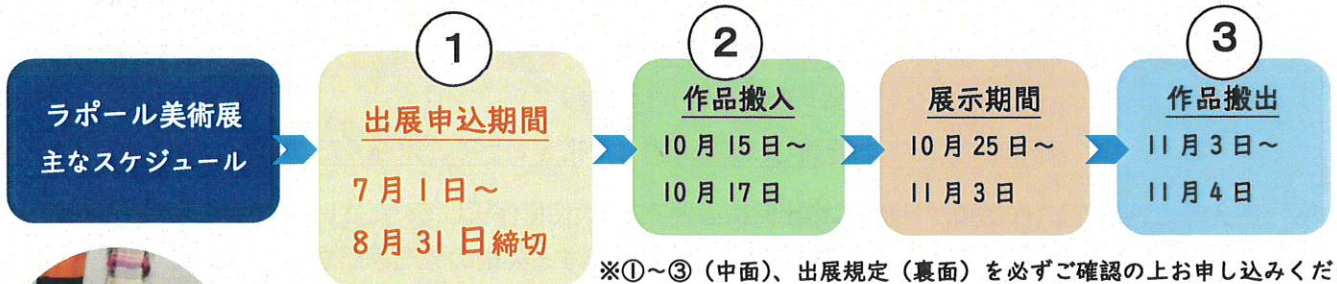 ラポール美術展
主なスケジュール
①
出展申込期間
7月1日～
8月31日締切
②
作品搬入
10月15日～
10月17日
展示期間
10月25日～
11月3日
③
作品搬出
11月3日～
11月4日
※①～③（中面）、出展規定（裏面）を必ずご確認の上お申し込みくだ